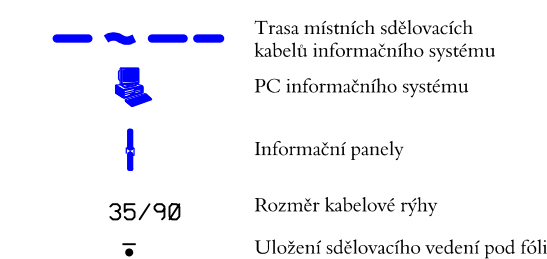 Trasa místních sdělovacích
kabelů informačního systému
PC informačního systému
Informační panely
35/90 Rozměr kabelové rýhy
Uložení sdělovacího vedení pod fóli